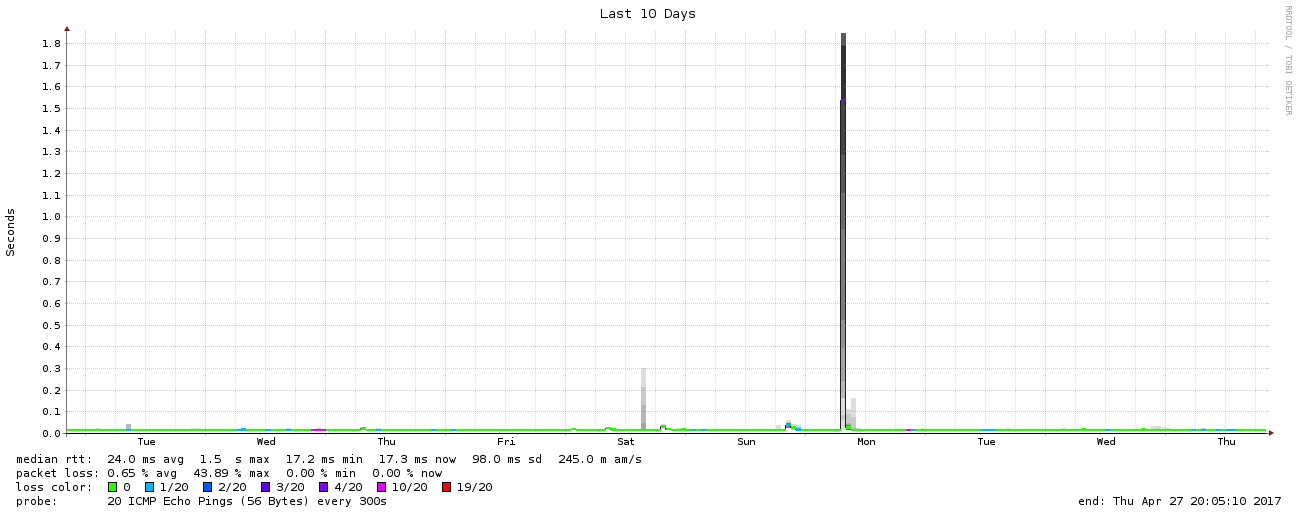 Last 10 Days
RRDTOOL / TOBI OETIKER
Seconds
1.8
1.7
1.6
1.5
1.4
1.3
1.2
1.1
1.0
0.9
0.8
0.7
0.6
0.5
0.4
0.3
0.2
0.1
0.0
Tue Wed Thu Fri Sat Sun Mon Tue Wed Thu
median rtt: 24.0 ms avg 1.5 s max 17.2 ms min 17.3 ms now 98.0 ms sd 245.0 m am/s
packet loss: 0.65 % avg 43.89 % max 0.00 % min 0.00 % now
loss color: 0 1/20 2/20 3/20 4/20 10/20 19/20
probe: 20 ICMP Echo Pings (56 Bytes) every 300s end: Thu Apr 27 20:05:10 2017